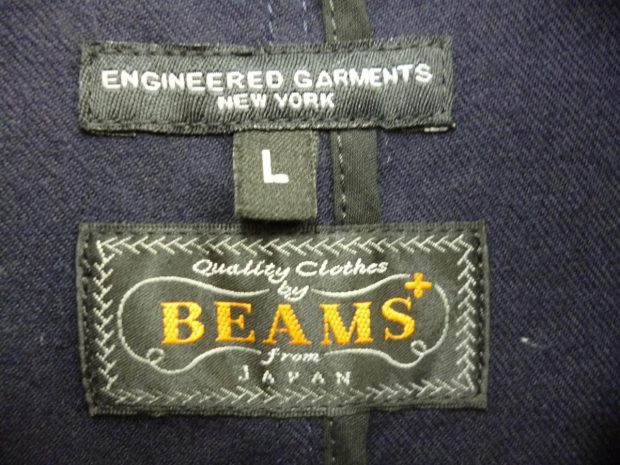 ENGINEERED GARMENTS
NEW YORK
L
Quality Clothes
by
BEAMS+
from
JAPAN